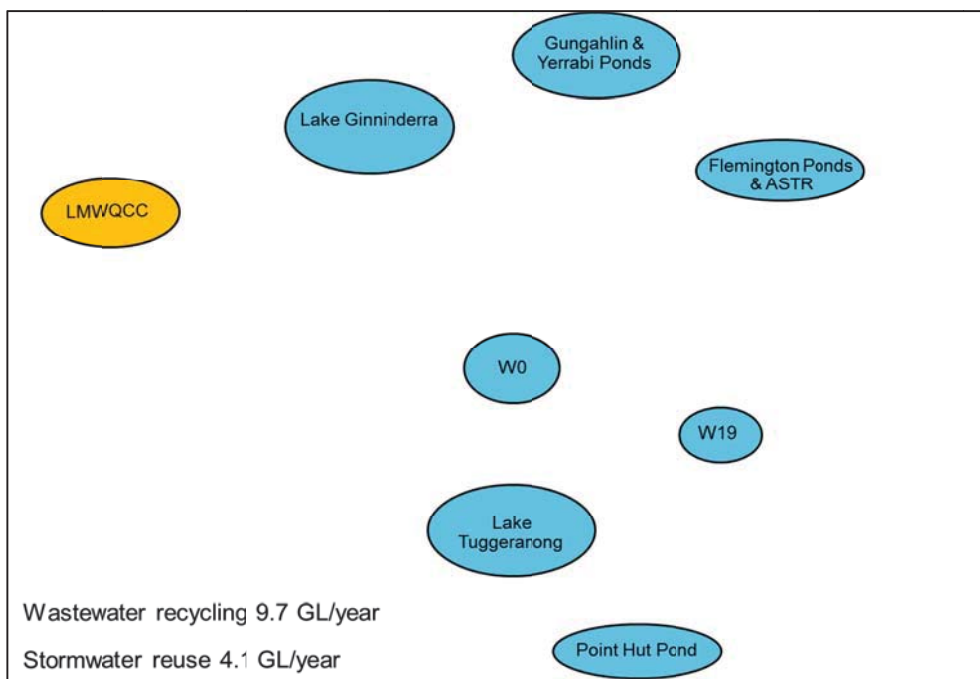 Gungahlin &
Yerrabi Ponds
Lake Ginninderra
Flemington Ponds
& ASTR
LMWQCC
W0
W19
Lake
Tuggerarong
Wastewater recycling 9.7 GL/year
Stormwater reuse 4.1 GL/year
Point Hut Pond